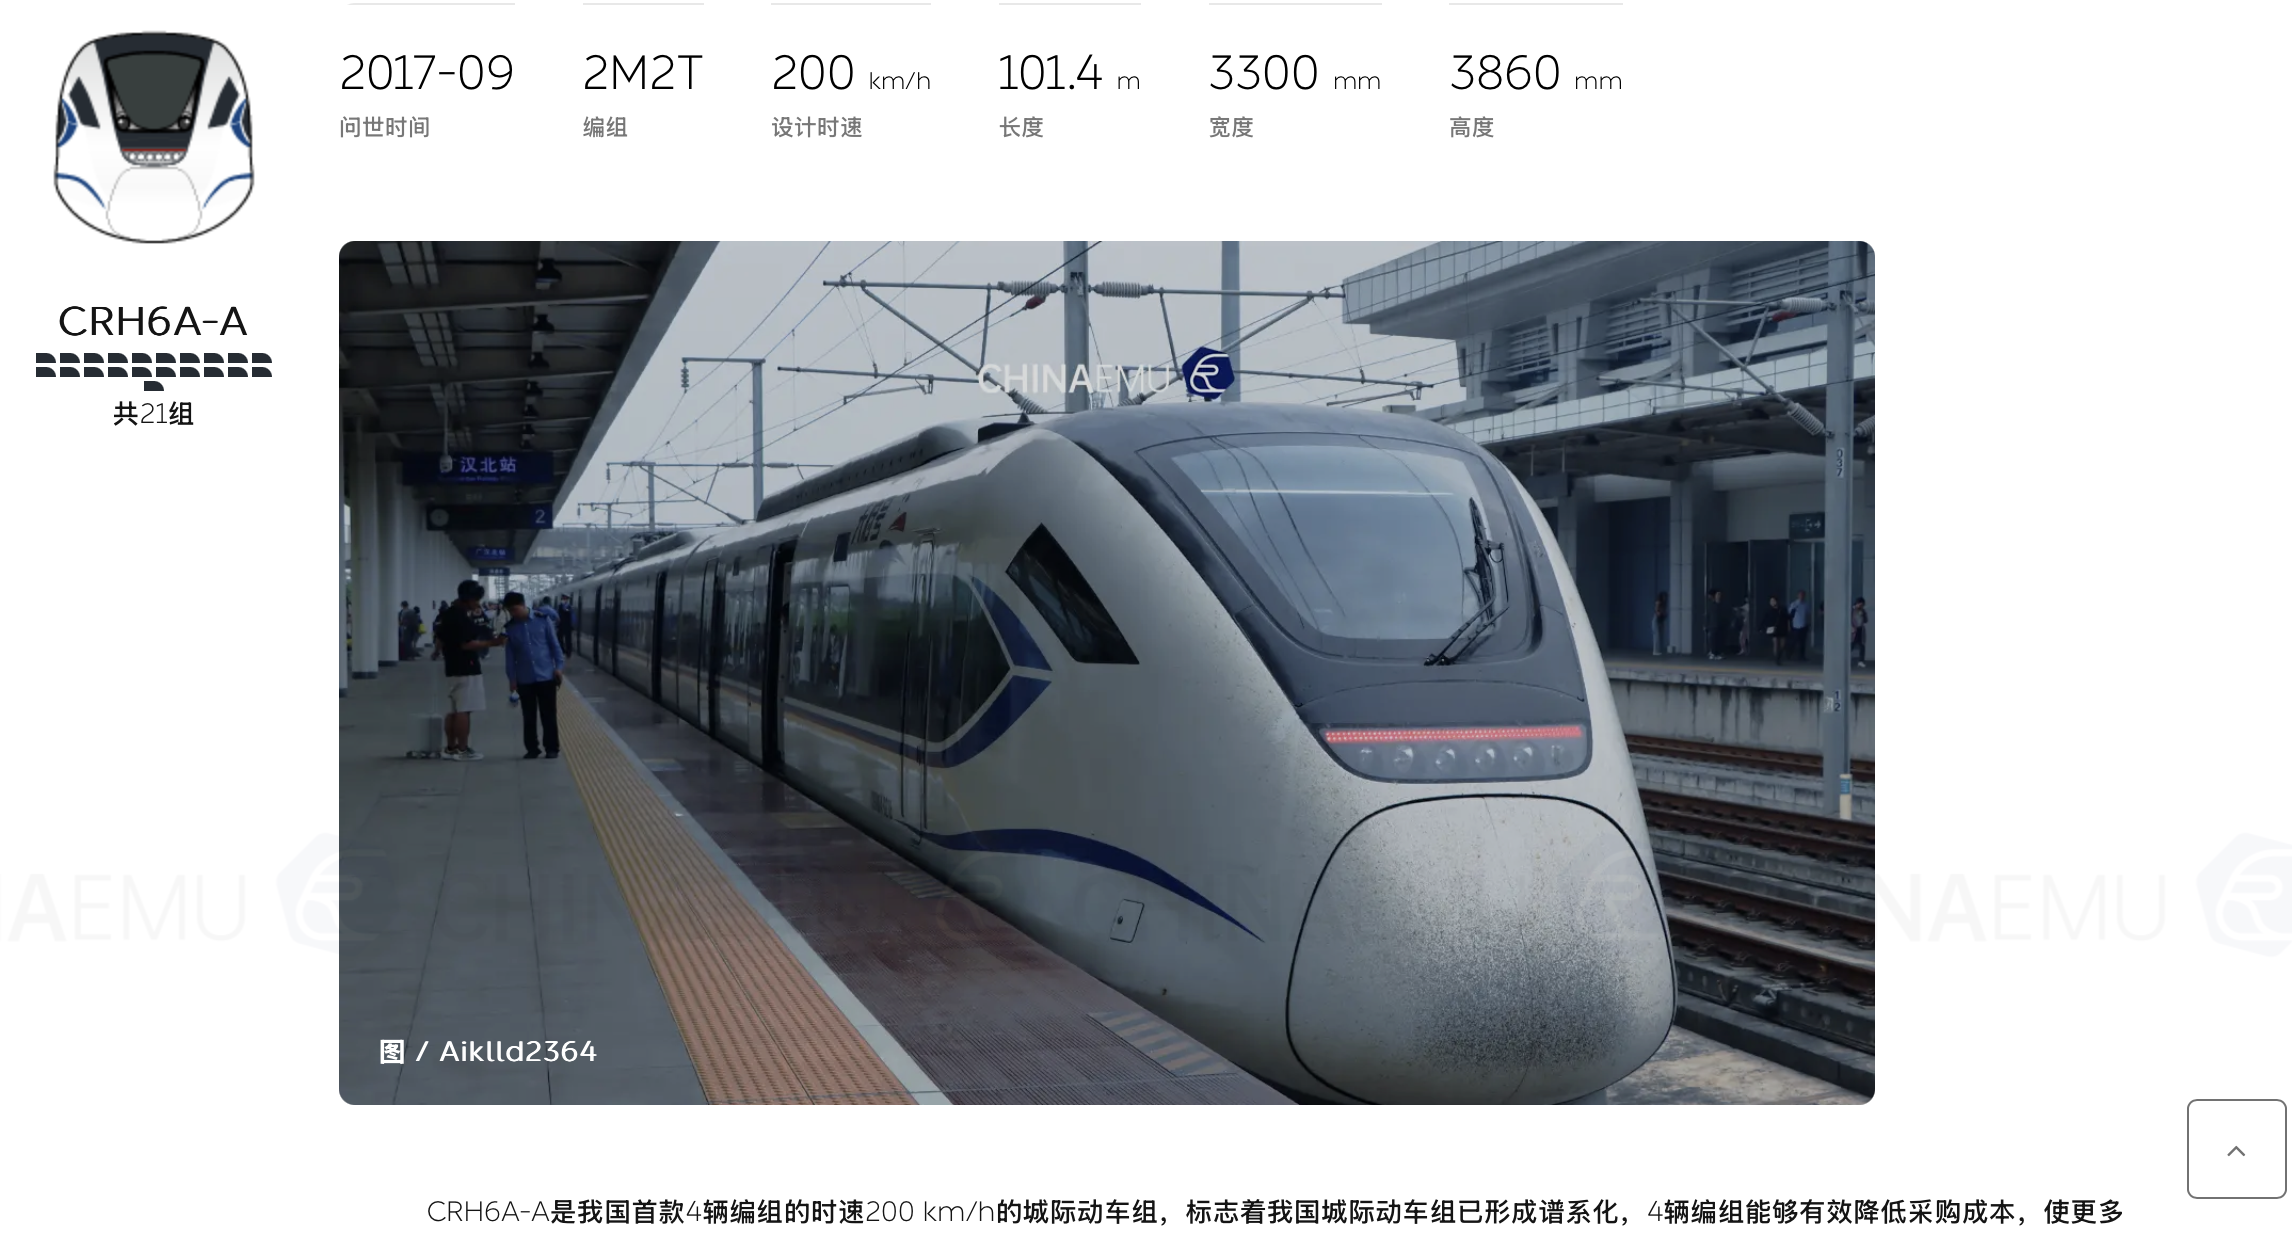 2017-09
问世时间
2M2T
编组
200 km/h
设计时速
101.4 m
长度
3300 mm
宽度
3860 mm
高度
CRH6A-A
共21组
CHINAEMU
汉北站
2
图 / Aiklld2364
CRH6A-A是我国首款4辆编组的时速200 km/h的城际动车组，标志着我国城际动车组已形成谱系化，4辆编组能够有效降低采购成本，使更多